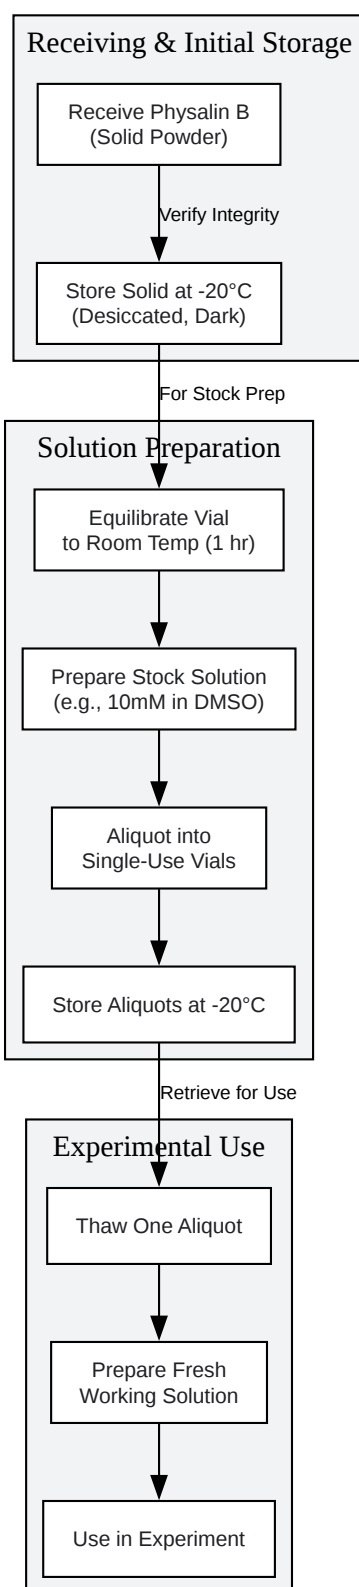 Receiving & Initial Storage
Receive Physalin B
(Solid Powder)
Verify Integrity
Store Solid at -20°C
(Desiccated, Dark)
For Stock Prep
Solution Preparation
Equilibrate Vial
to Room Temp (1 hr)
Prepare Stock Solution
(e.g., 10mM in DMSO)
Aliquot into
Single-Use Vials
Store Aliquots at -20°C
Retrieve for Use
Experimental Use
Thaw One Aliquot
Prepare Fresh
Working Solution
Use in Experiment